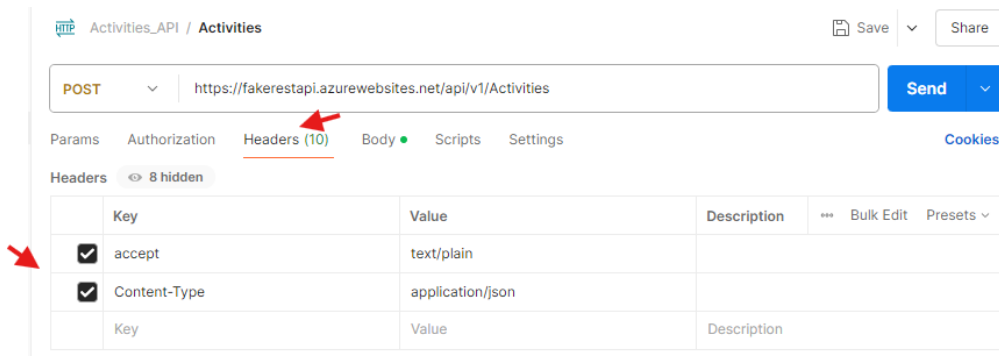 HTTP Activities_API / Activities Save Share
POST https://fakerestapi.azurewebsites.net/api/v1/Activities Send
Params Authorization Headers (10) Body Scripts Settings Cookies
Headers 8 hidden
Key Value Description Bulk Edit Presets
accept text/plain
Content-Type application/json
Key Value Description